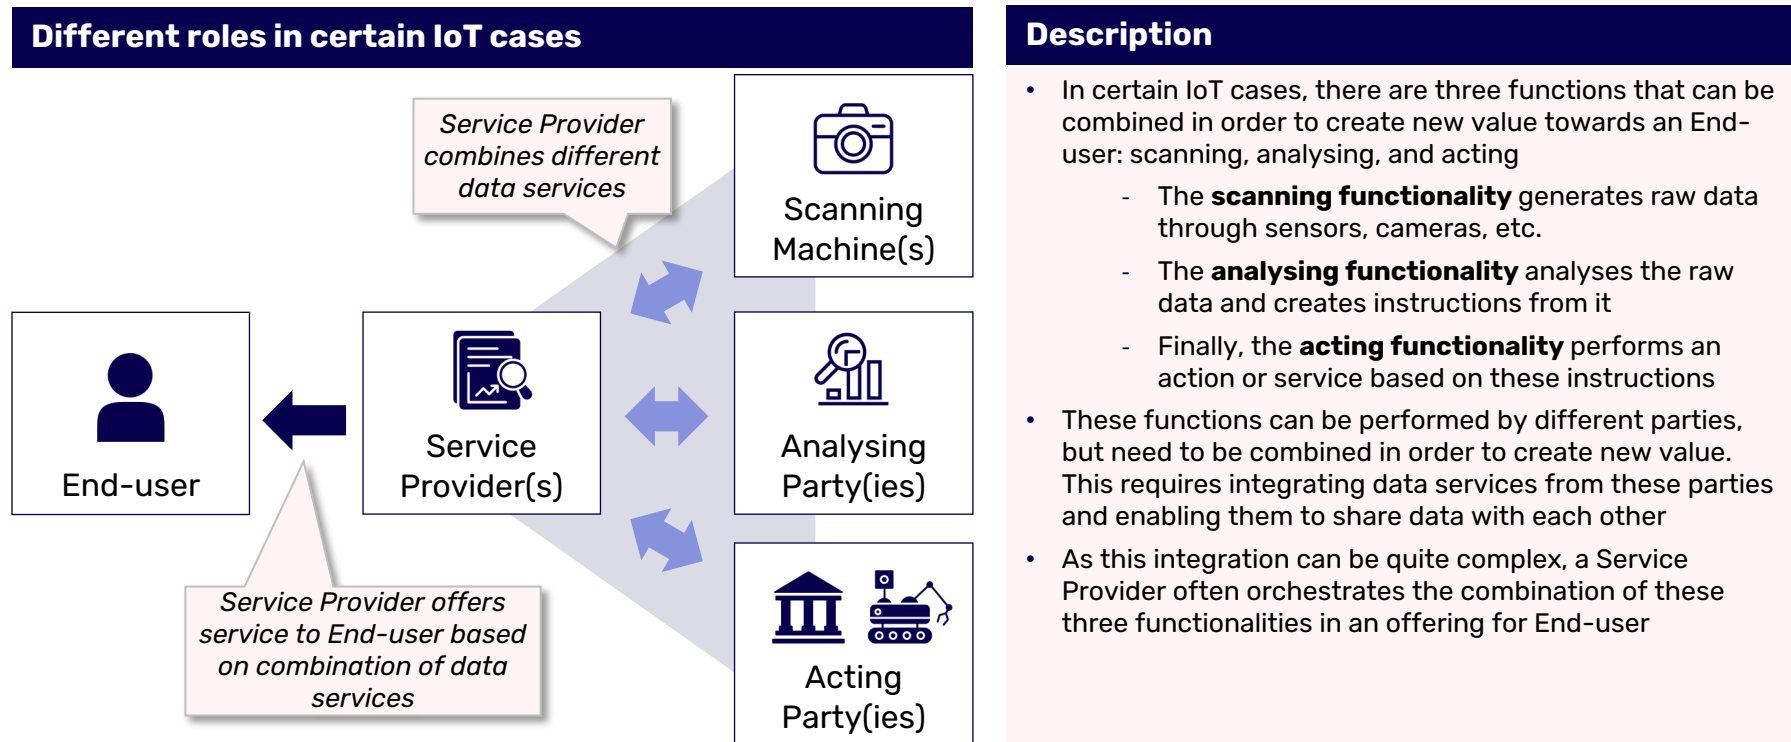 Different roles in certain IoT cases
Service Provider
combines different
data services
Scanning
Machine(s)
End-user
Service
Provider(s)
Analysing
Party(ies)
Service Provider offers
service to End-user based
on combination of data
services
Acting
Party(ies)
Description
• In certain IoT cases, there are three functions that can be
combined in order to create new value towards an End-
user: scanning, analysing, and acting
- The scanning functionality generates raw data
through sensors, cameras, etc.
- The analysing functionality analyses the raw
data and creates instructions from it
- Finally, the acting functionality performs an
action or service based on these instructions
• These functions can be performed by different parties,
but need to be combined in order to create new value.
This requires integrating data services from these parties
and enabling them to share data with each other
• As this integration can be quite complex, a Service
Provider often orchestrates the combination of these
three functionalities in an offering for End-user